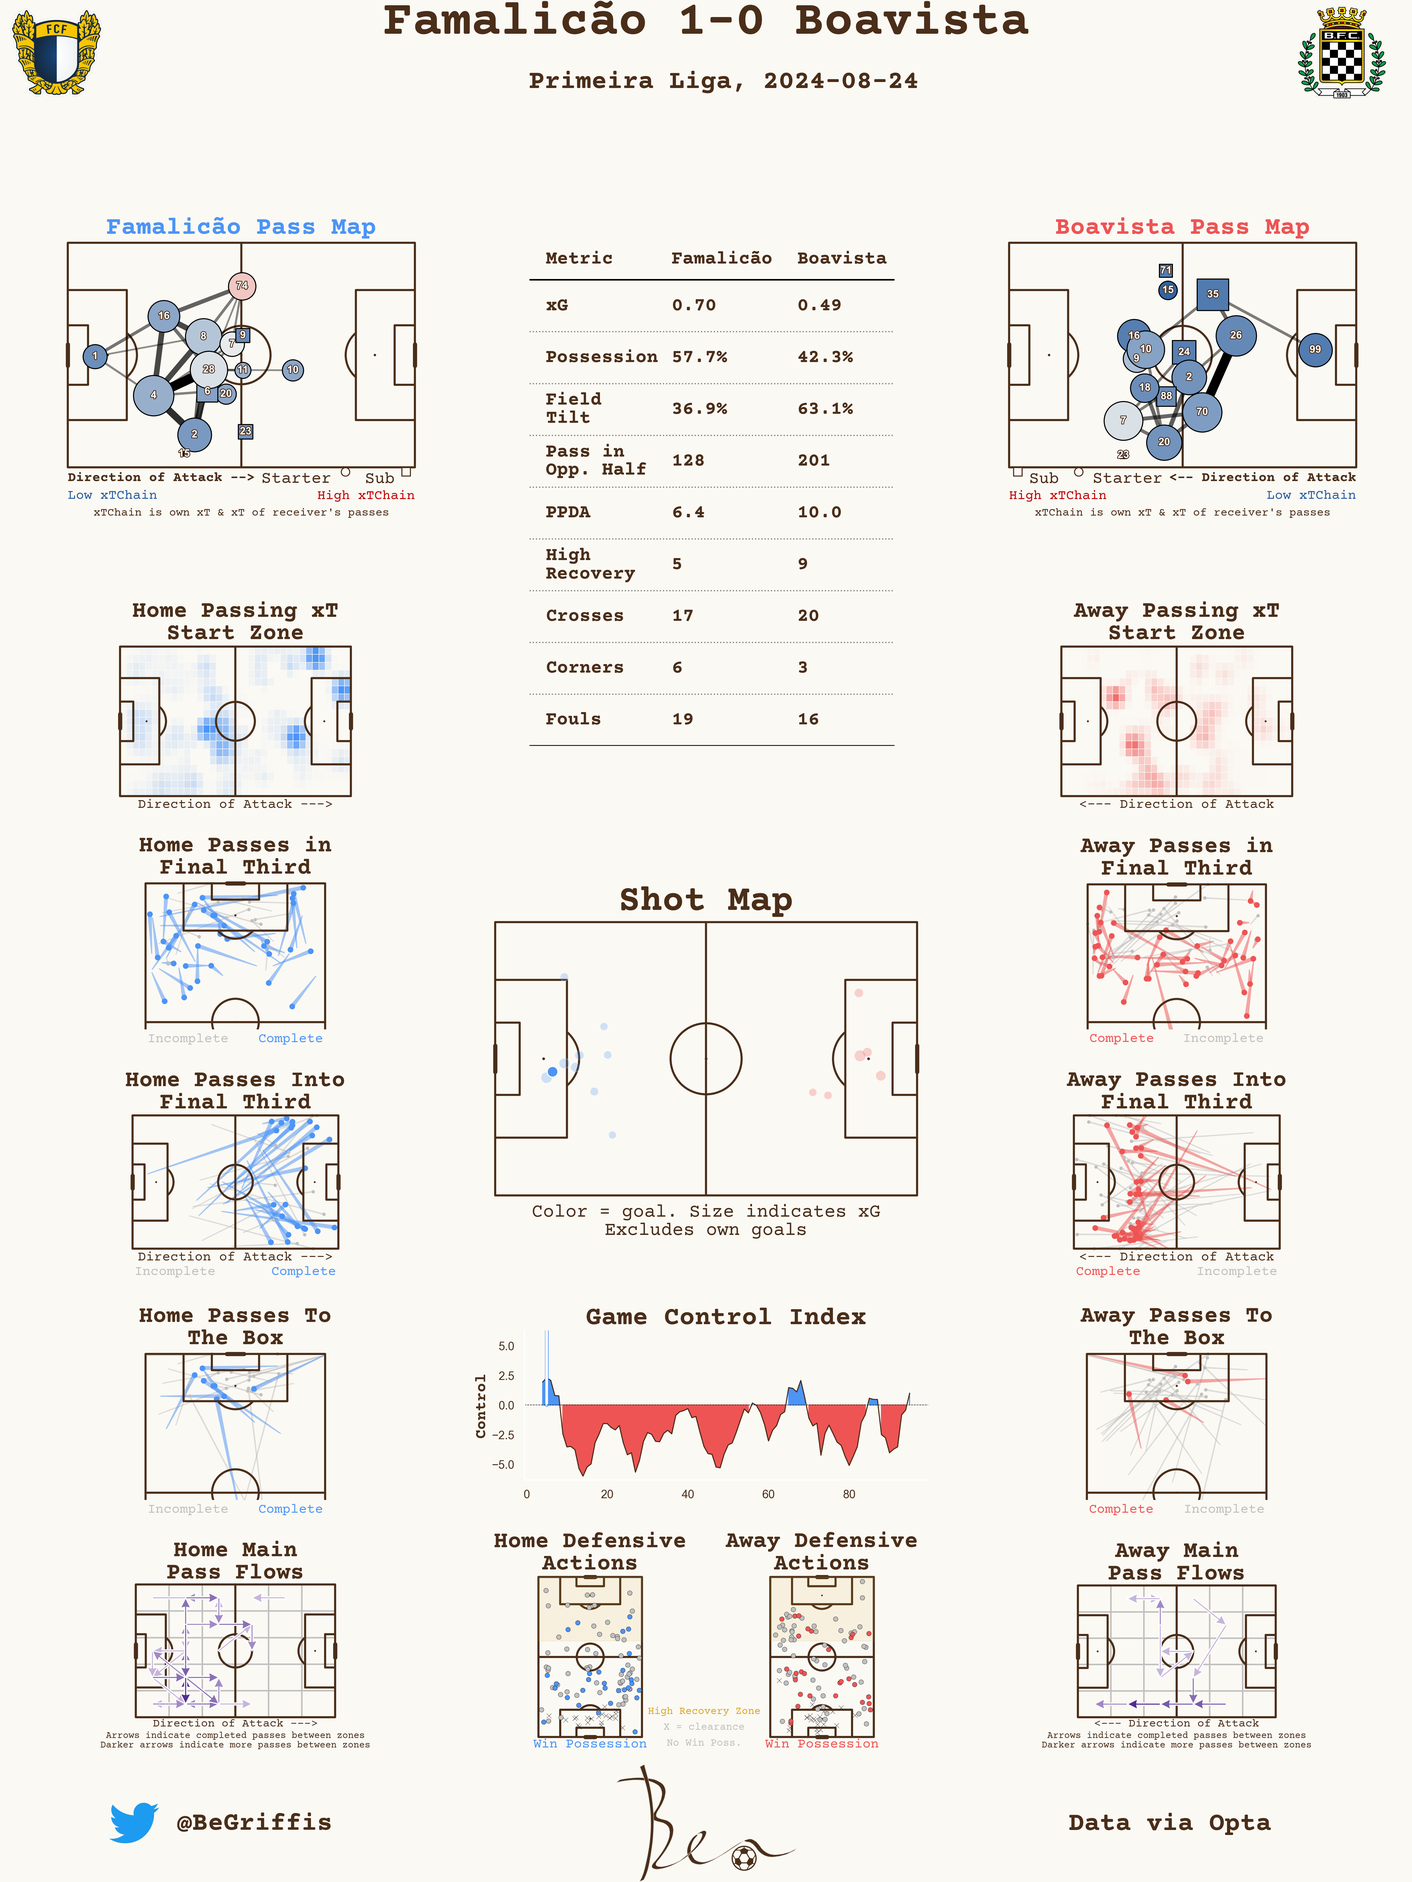 Famalicão 1-0 Boavista
Primeira Liga, 2024-08-24
FCF
B.F.C
1903
Famalicão Pass Map
74
16
8
9
7
1
28
11
10
4
6
20
2
23
15
Direction of Attack --> Starter Sub
Low xTChain High xTChain
xTChain is own xT & xT of receiver's passes
Metric Famalicão Boavista
xG 0.70 0.49
Possession 57.7% 42.3%
Field
Tilt 36.9% 63.1%
Pass in
Opp. Half 128 201
PPDA 6.4 10.0
High
Recovery 5 9
Crosses 17 20
Corners 6 3
Fouls 19 16
Boavista Pass Map
71
15
35
16
26
10
9
24
99
2
18
88
7
70
20
23
Sub Starter <-- Direction of Attack
High xTChain Low xTChain
xTChain is own xT & xT of receiver's passes
Home Passing xT
Start Zone
Direction of Attack --->
Away Passing xT
Start Zone
<--- Direction of Attack
Home Passes in
Final Third
Incomplete Complete
Shot Map
Color = goal. Size indicates xG
Excludes own goals
Away Passes in
Final Third
Complete Incomplete
Home Passes Into
Final Third
Direction of Attack --->
Incomplete Complete
Away Passes Into
Final Third
<--- Direction of Attack
Complete Incomplete
Home Passes To
The Box
Incomplete Complete
Game Control Index
Control
5.0
2.5
0.0
−2.5
−5.0
0 20 40 60 80
Away Passes To
The Box
Complete Incomplete
Home Main
Pass Flows
Direction of Attack --->
Arrows indicate completed passes between zones
Darker arrows indicate more passes between zones
Home Defensive
Actions
Win Possession
High Recovery Zone
X = clearance
No Win Poss.
Away Defensive
Actions
Win Possession
Away Main
Pass Flows
<--- Direction of Attack
Arrows indicate completed passes between zones
Darker arrows indicate more passes between zones
@BeGriffis
Ben
Data via Opta